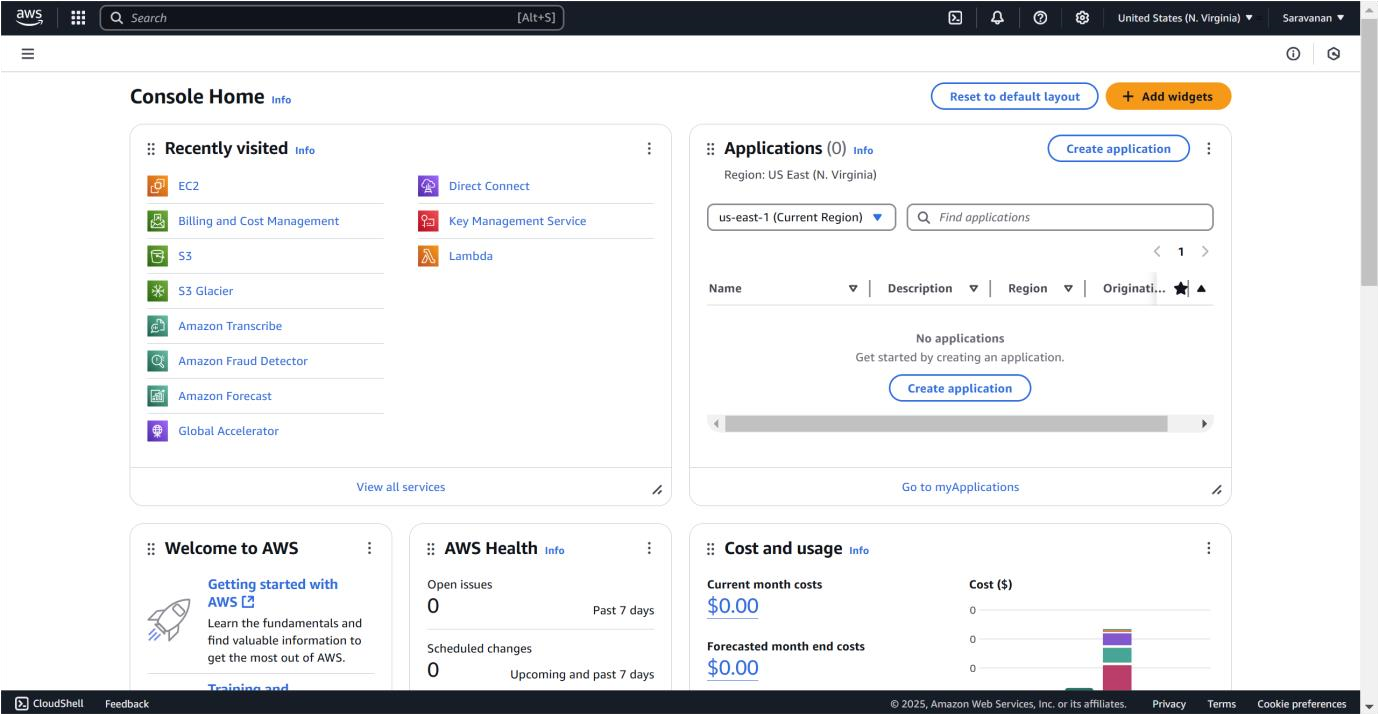 aws
Search [Alt+S]
United States (N. Virginia)
Saravanan
Console Home Info
Reset to default layout
+ Add widgets
Recently visited Info
EC2
Billing and Cost Management
S3
S3 Glacier
Amazon Transcribe
Amazon Fraud Detector
Amazon Forecast
Global Accelerator
Direct Connect
Key Management Service
Lambda
View all services
Applications (0) Info
Create application
Region: US East (N. Virginia)
us-east-1 (Current Region)
Find applications
1
Name
Description
Region
Originati...
No applications
Get started by creating an application.
Create application
Go to myApplications
Welcome to AWS
Getting started with
AWS
Learn the fundamentals and
find valuable information to
get the most out of AWS.
Training and
AWS Health Info
Open issues
0
Past 7 days
Scheduled changes
0
Upcoming and past 7 days
Cost and usage Info
Current month costs
$0.00
Forecasted month end costs
$0.00
Cost ($)
0
0
0
CloudShell
Feedback
© 2025, Amazon Web Services, Inc. or its affiliates.
Privacy
Terms
Cookie preferences